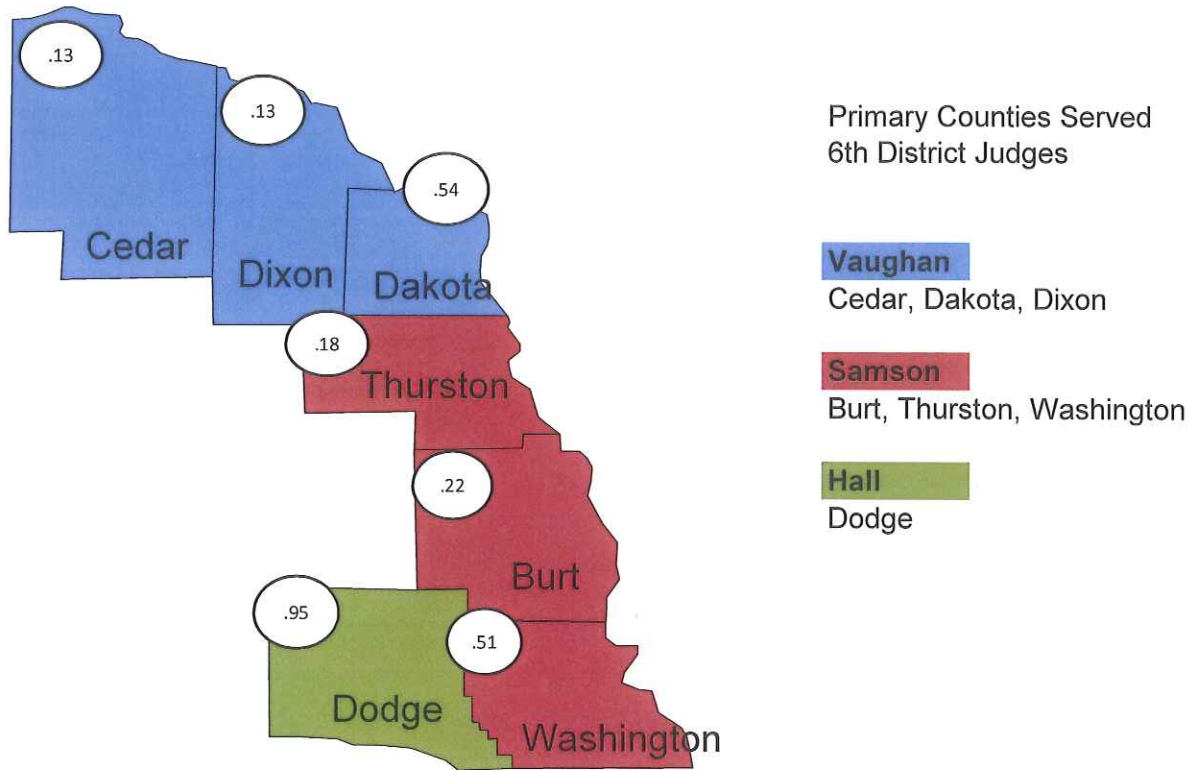 .13
.13
.54
Cedar
Dixon
Dakota
.18
Thurston
.22
Burt
.95
.51
Dodge
Washington
Primary Counties Served
6th District Judges
Vaughan
Cedar, Dakota, Dixon
Samson
Burt, Thurston, Washington
Hall
Dodge